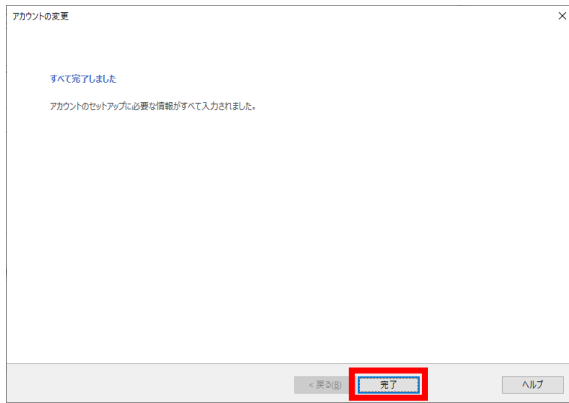 アカウントの変更
すべて完了しました
アカウントのセットアップに必要な情報がすべて入力されました。
< 戻る(B)
完了
ヘルプ